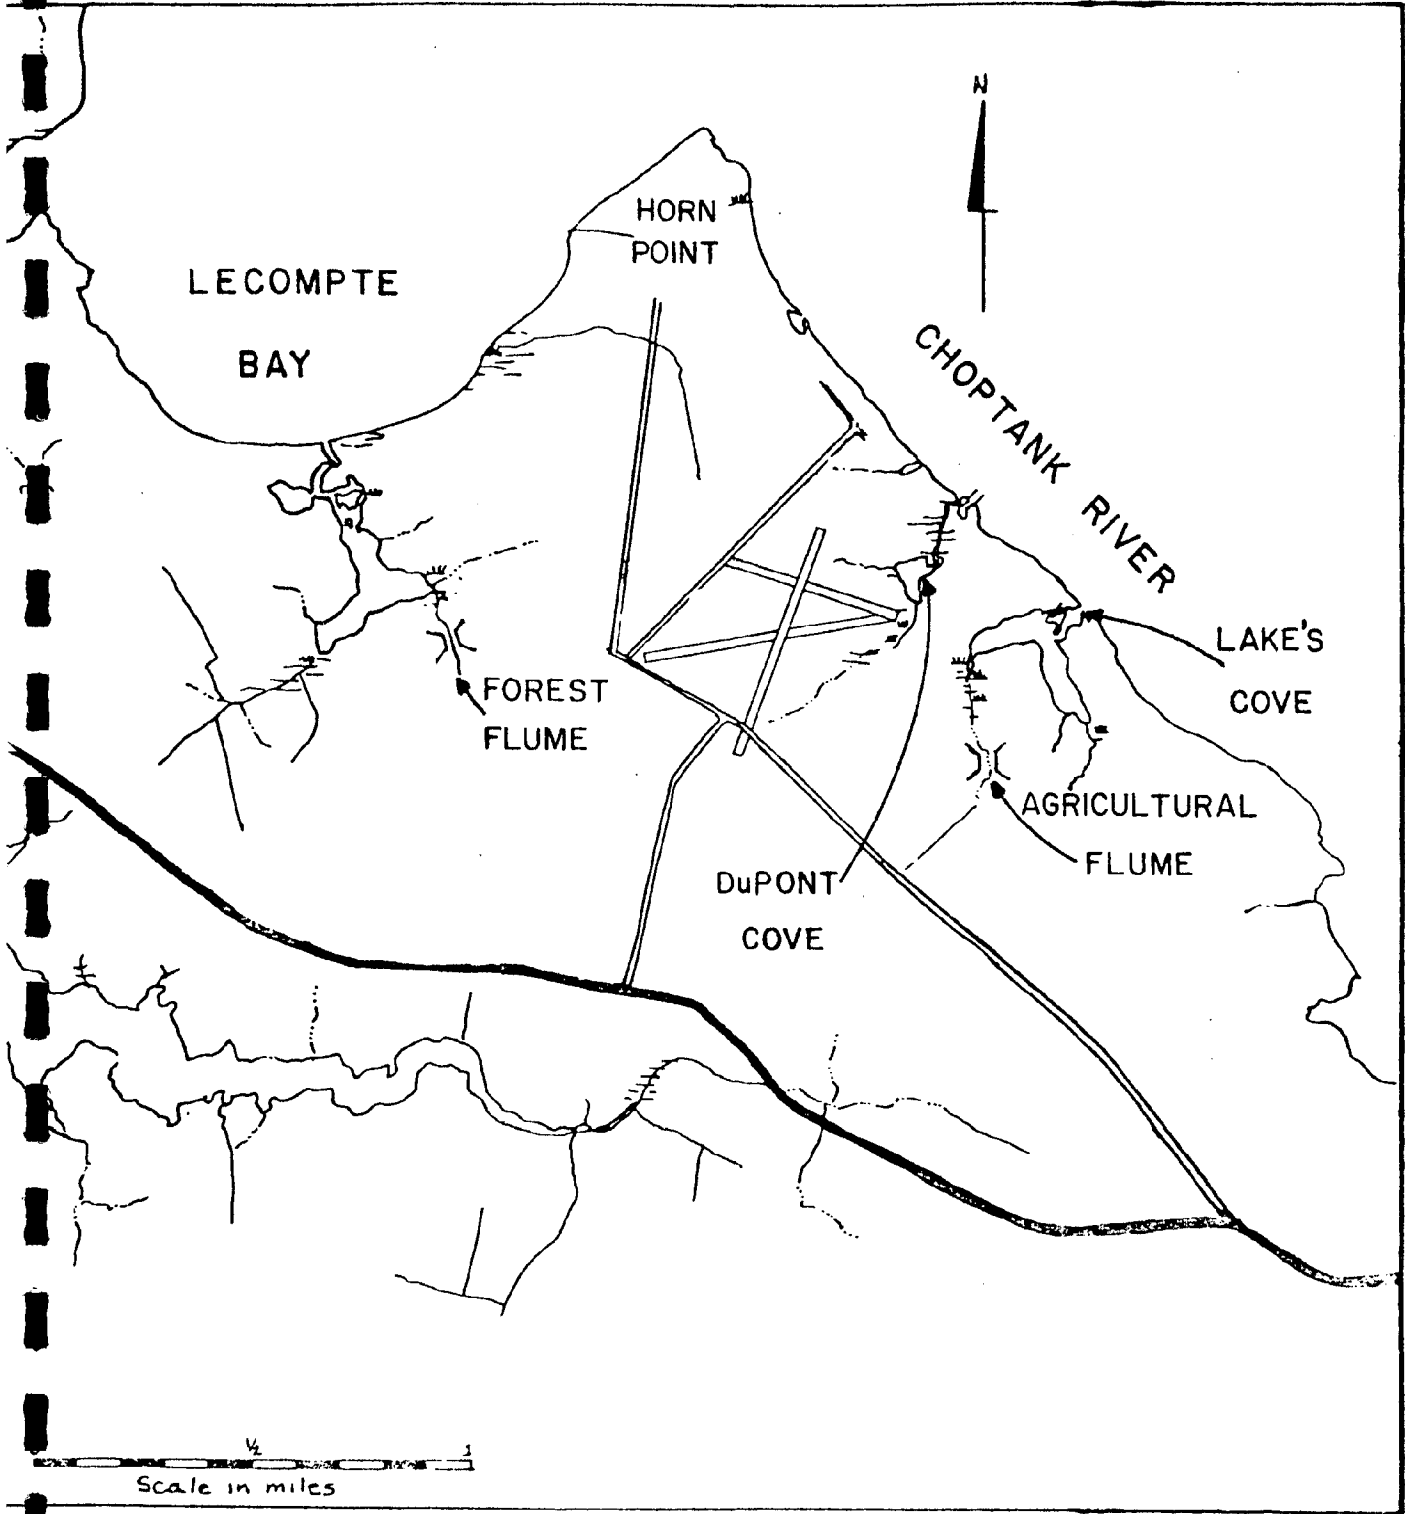 N
HORN
POINT
LECOMPTE
BAY
CHOPTANK RIVER
LAKE'S
COVE
FOREST
FLUME
AGRICULTURAL
FLUME
DuPONT
COVE
½ 1
Scale in miles